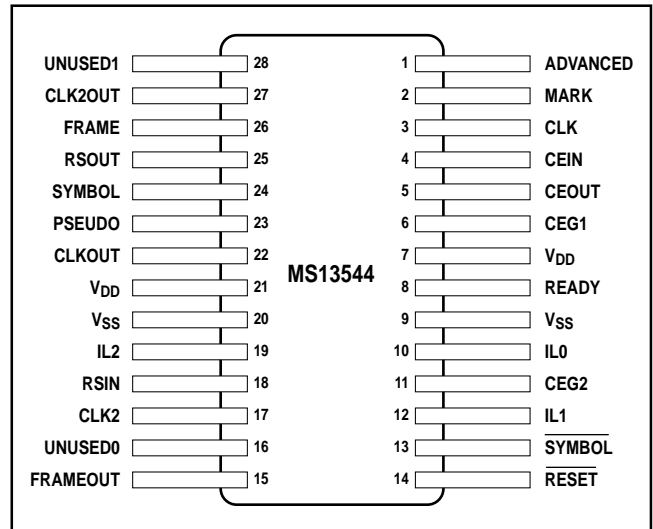 UNUSED1 28 1 ADVANCED
CLK2OUT 27 2 MARK
FRAME 26 3 CLK
RSOUT 25 4 CEIN
SYMBOL 24 5 CEOUT
PSEUDO 23 6 CEG1
CLKOUT 22 7 VDD
MS13544
VDD 21 8 READY
VSS 20 9 VSS
IL2 19 10 IL0
RSIN 18 11 CEG2
CLK2 17 12 IL1
UNUSED0 16 13 SYMBOL
FRAMEOUT 15 14 RESET